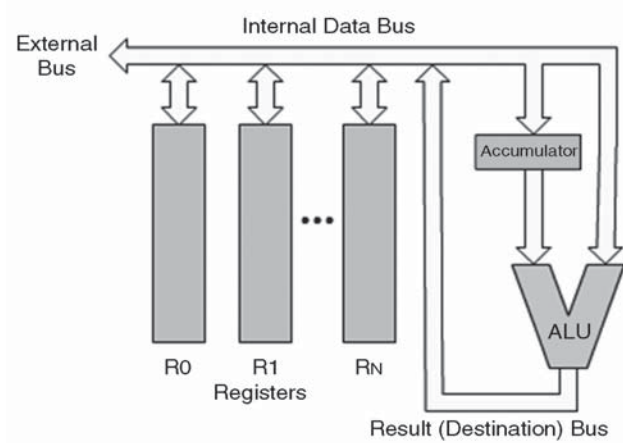 Internal Data Bus
External
Bus
Accumulator
ALU
R0
R1
RN
Registers
Result (Destination) Bus